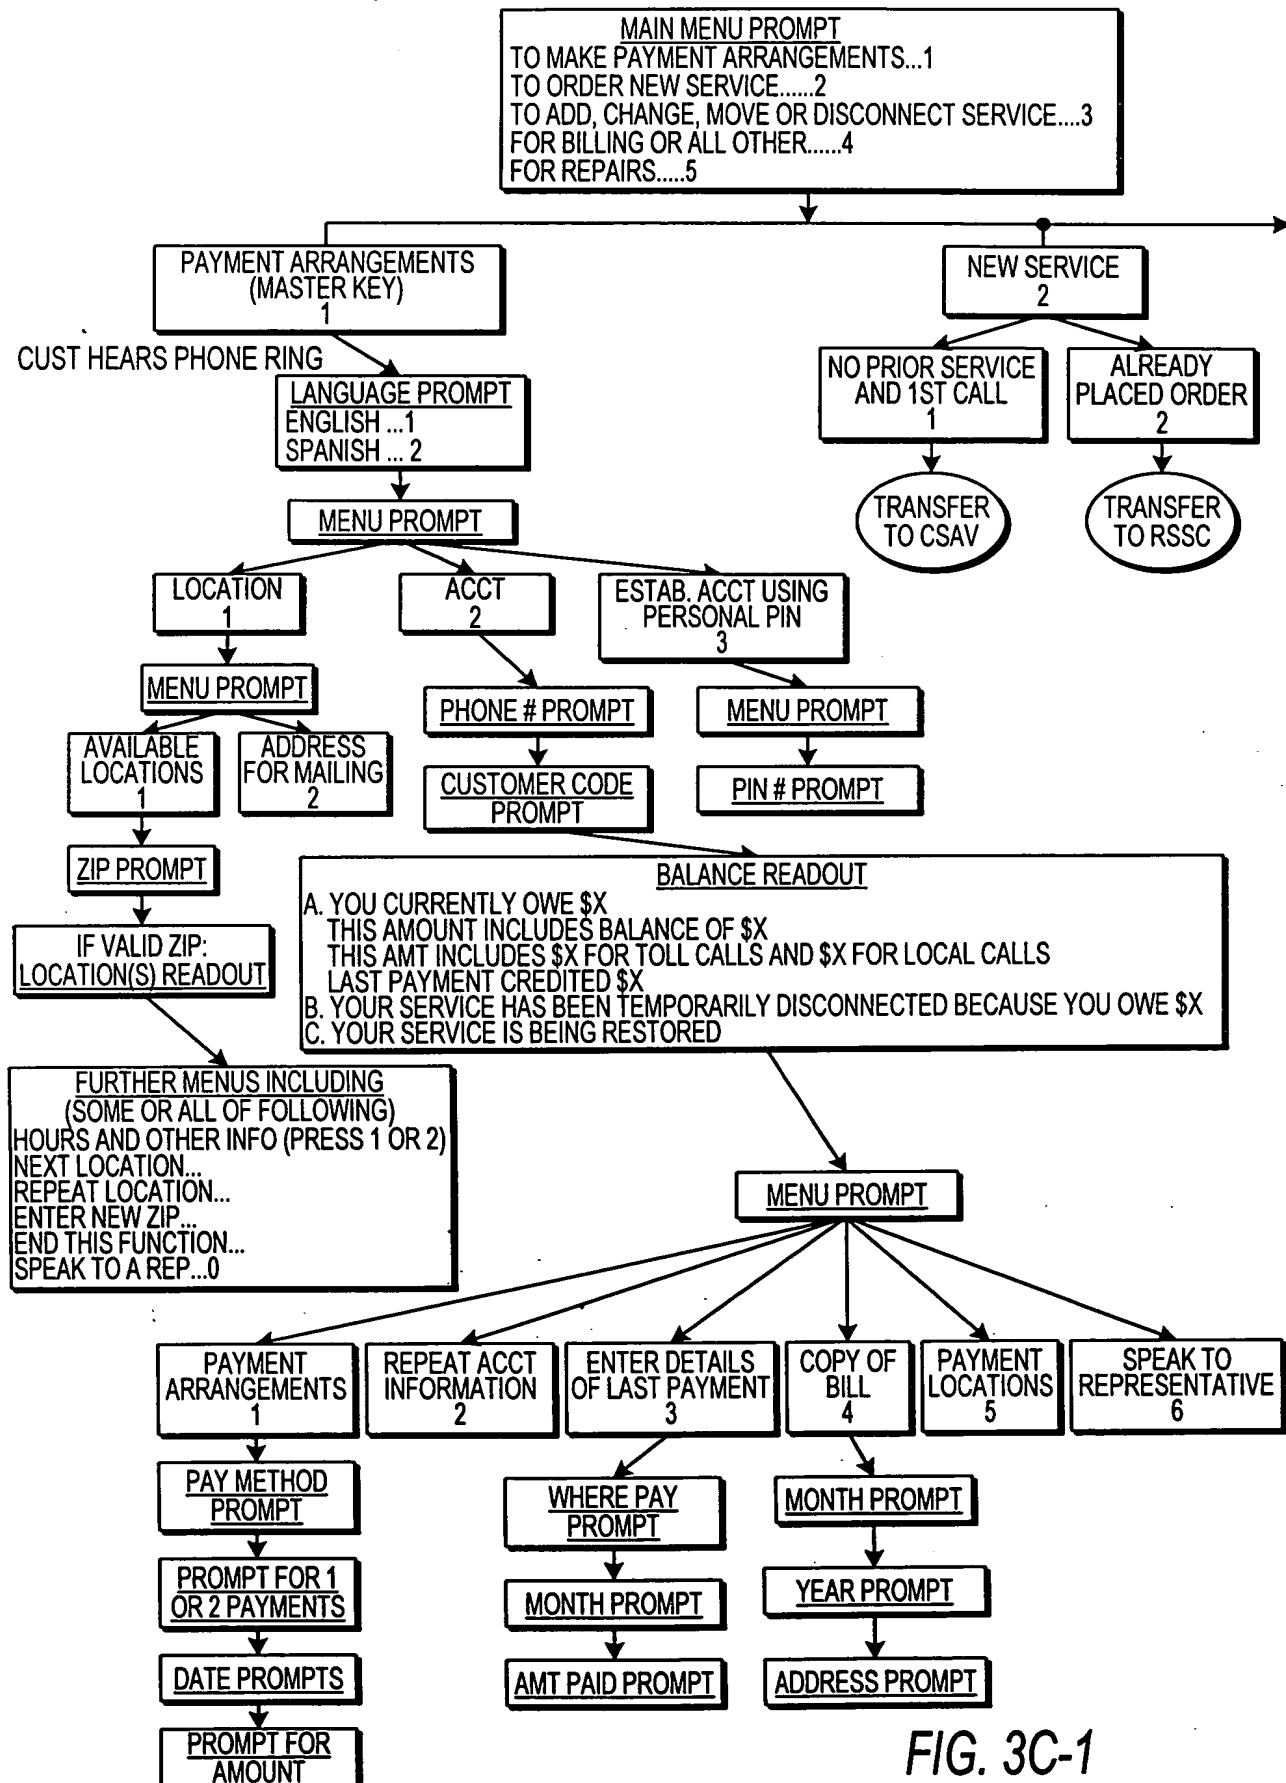 MAIN MENU PROMPT
TO MAKE PAYMENT ARRANGEMENTS...1
TO ORDER NEW SERVICE......2
TO ADD, CHANGE, MOVE OR DISCONNECT SERVICE....3
FOR BILLING OR ALL OTHER......4
FOR REPAIRS.....5
PAYMENT ARRANGEMENTS
(MASTER KEY)
1
NEW SERVICE
2
CUST HEARS PHONE RING
LANGUAGE PROMPT
ENGLISH ...1
SPANISH ... 2
NO PRIOR SERVICE
AND 1ST CALL
1
ALREADY
PLACED ORDER
2
TRANSFER
TO CSAV
TRANSFER
TO RSSC
MENU PROMPT
LOCATION
1
ACCT
2
ESTAB. ACCT USING
PERSONAL PIN
3
MENU PROMPT
PHONE # PROMPT
MENU PROMPT
AVAILABLE
LOCATIONS
1
ADDRESS
FOR MAILING
2
CUSTOMER CODE
PROMPT
PIN # PROMPT
ZIP PROMPT
IF VALID ZIP:
LOCATION(S) READOUT
BALANCE READOUT
A. YOU CURRENTLY OWE $X
THIS AMOUNT INCLUDES BALANCE OF $X
THIS AMT INCLUDES $X FOR TOLL CALLS AND $X FOR LOCAL CALLS
LAST PAYMENT CREDITED $X
B. YOUR SERVICE HAS BEEN TEMPORARILY DISCONNECTED BECAUSE YOU OWE $X
C. YOUR SERVICE IS BEING RESTORED
FURTHER MENUS INCLUDING
(SOME OR ALL OF FOLLOWING)
HOURS AND OTHER INFO (PRESS 1 OR 2)
NEXT LOCATION...
REPEAT LOCATION...
ENTER NEW ZIP...
END THIS FUNCTION...
SPEAK TO A REP...0
MENU PROMPT
PAYMENT
ARRANGEMENTS
1
REPEAT ACCT
INFORMATION
2
ENTER DETAILS
OF LAST PAYMENT
3
COPY OF
BILL
4
PAYMENT
LOCATIONS
5
SPEAK TO
REPRESENTATIVE
6
PAY METHOD
PROMPT
PROMPT FOR 1
OR 2 PAYMENTS
DATE PROMPTS
PROMPT FOR
AMOUNT
WHERE PAY
PROMPT
MONTH PROMPT
AMT PAID PROMPT
MONTH PROMPT
YEAR PROMPT
ADDRESS PROMPT
FIG. 3C-1